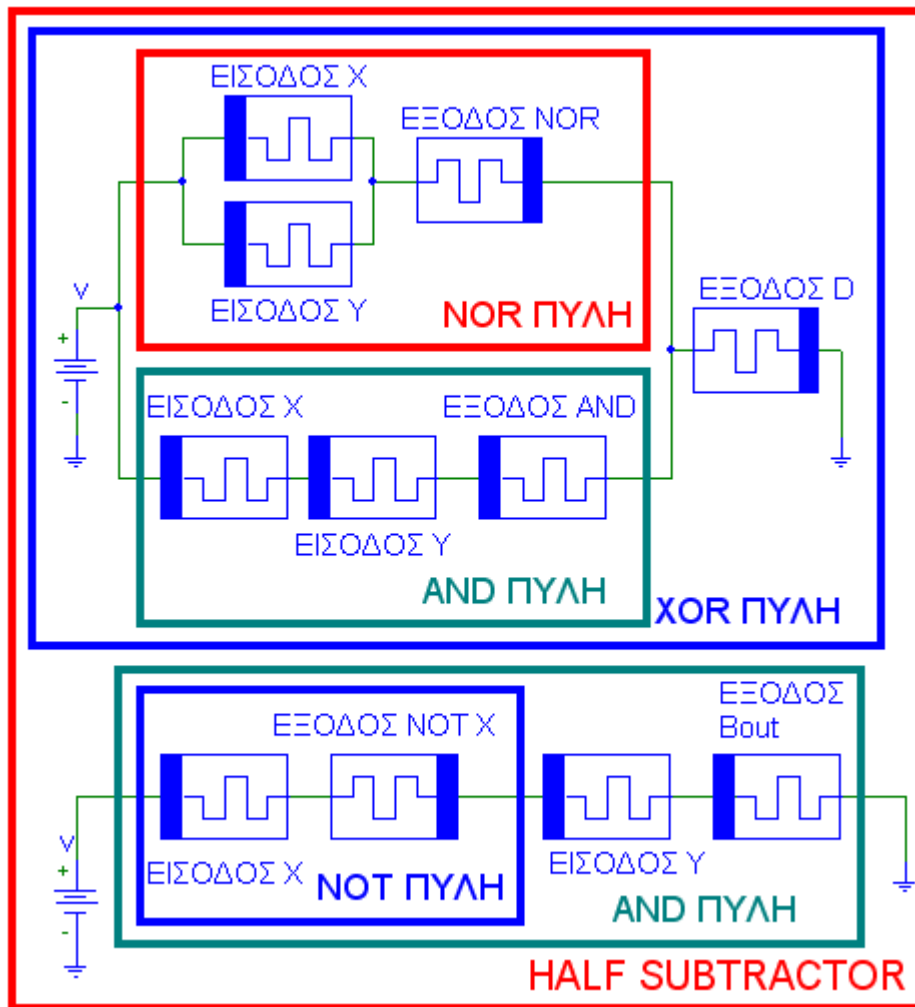 ΕΙΣΟΔΟΣ X
ΕΞΟΔΟΣ NOR
ΕΙΣΟΔΟΣ Y
NOR ΠΥΛΗ
V
+
-
ΕΞΟΔΟΣ D
ΕΙΣΟΔΟΣ X
ΕΞΟΔΟΣ AND
ΕΙΣΟΔΟΣ Y
AND ΠΥΛΗ
XOR ΠΥΛΗ
ΕΞΟΔΟΣ NOT X
ΕΞΟΔΟΣ
Bout
V
+
-
ΕΙΣΟΔΟΣ X
NOT ΠΥΛΗ
ΕΙΣΟΔΟΣ Y
AND ΠΥΛΗ
HALF SUBTRACTOR